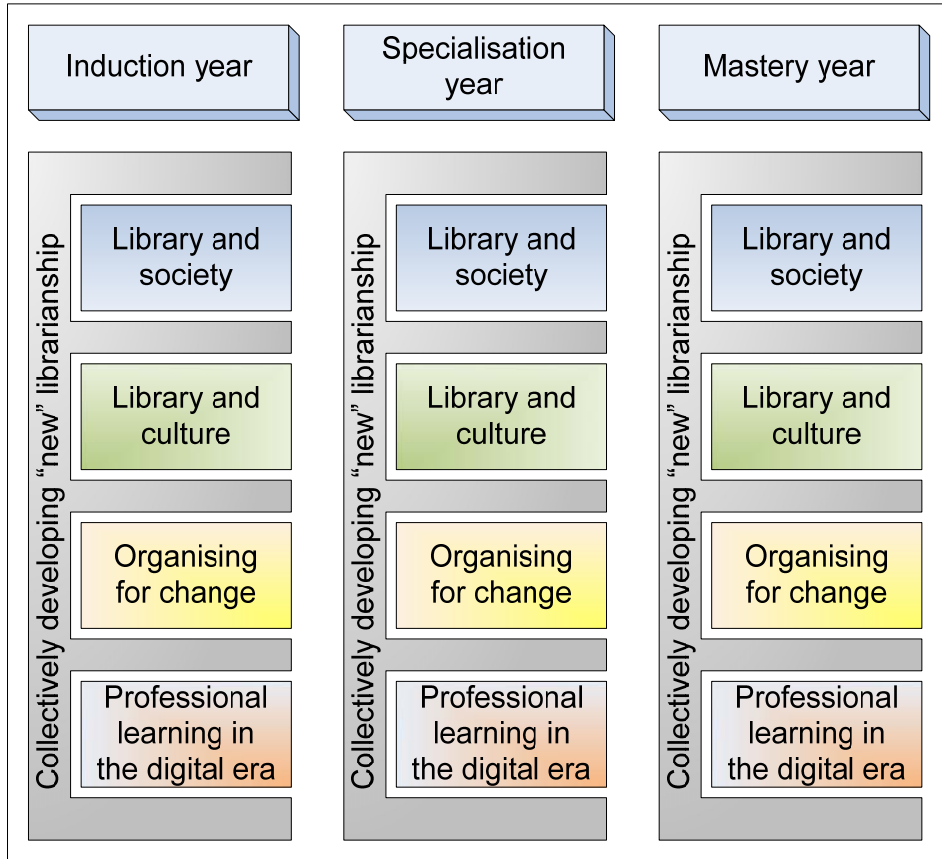 Induction year
Specialisation
year
Mastery year
Collectively developing “new” librarianship
Library and
society
Library and
culture
Organising
for change
Professional
learning in
the digital era
Collectively developing “new” librarianship
Library and
society
Library and
culture
Organising
for change
Professional
learning in
the digital era
Collectively developing “new” librarianship
Library and
society
Library and
culture
Organising
for change
Professional
learning in
the digital era